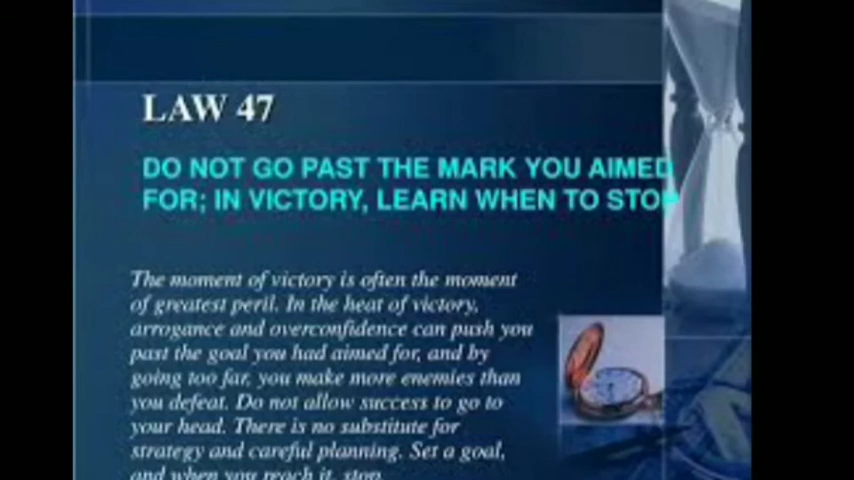 LAW 47
DO NOT GO PAST THE MARK YOU AIMED
FOR; IN VICTORY, LEARN WHEN TO STOP
The moment of victory is often the moment
of greatest peril. In the heat of victory,
arrogance and overconfidence can push you
past the goal you had aimed for, and by
going too far, you make more enemies than
you defeat. Do not allow success to go to
your head. There is no substitute for
strategy and careful planning. Set a goal,
and when you reach it, stop.